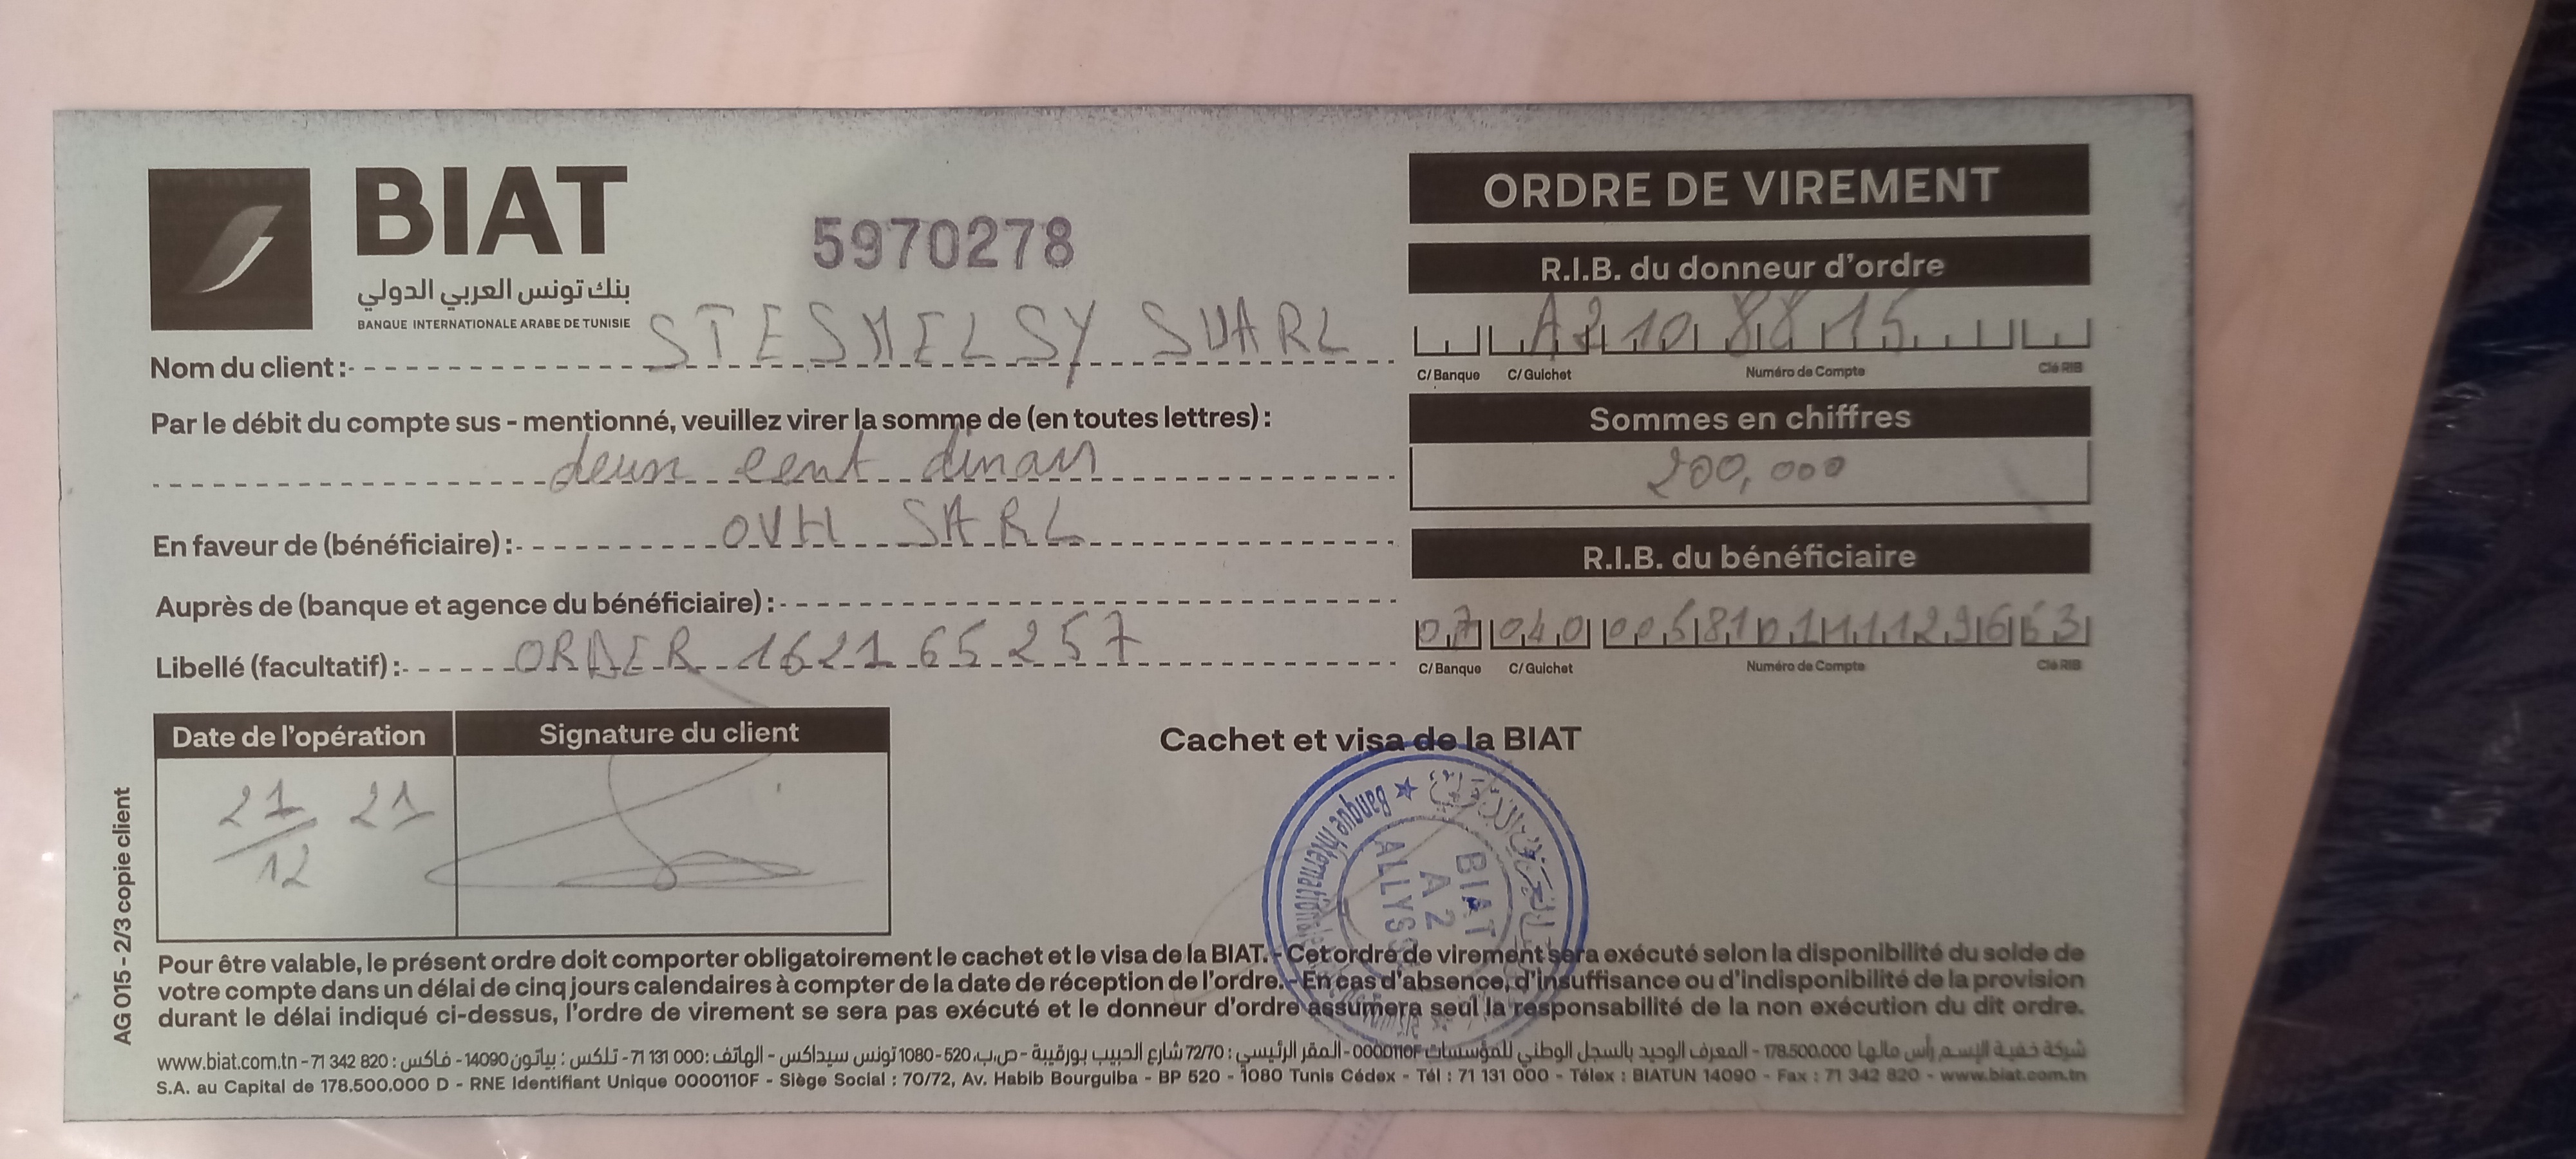 BIAT
بنك تونس العربي الدولي
BANQUE INTERNATIONALE ARABE DE TUNISIE
5970278
ORDRE DE VIREMENT
R.I.B. du donneur d'ordre
A2 10 88 15
C/Banque C/Guichet Numéro de Compte Clé RIB
Nom du client : STE SMELSY SUARL
Par le débit du compte sus - mentionné, veuillez virer la somme de (en toutes lettres) :
deux cent dinars
Sommes en chiffres
200,000
En faveur de (bénéficiaire) : OVH SARL
R.I.B. du bénéficiaire
07 040
C/Banque C/Guichet Numéro de Compte Clé RIB
Auprès de (banque et agence du bénéficiaire) :
Libellé (facultatif) : ORDER 162165257
Date de l'opération
21/12 21
Signature du client
Cachet et visa de la BIAT
Banque Internationale
BIAT
A2
AG 015 - 2/3 copie client
Pour être valable, le présent ordre doit comporter obligatoirement le cachet et le visa de la BIAT. - Cet ordre de virement sera exécuté selon la disponibilité du solde de
votre compte dans un délai de cinq jours calendaires à compter de la date de réception de l'ordre. - En cas d'absence, d'insuffisance ou d'indisponibilité de la provision
durant le délai indiqué ci-dessus, l'ordre de virement se sera pas exécuté et le donneur d'ordre assumera seul la responsabilité de la non exécution du dit ordre.
شركة خفية الإسم رأس مالها 178.500.000 - المعرف الوحيد بالسجل الوطني للمؤسسات 0000110F - المقر الرئيسي : 72/70 شارع الحبيب بورقيبة - ص.ب. 520 - 1080 تونس سيداكس - الهاتف : 71 131 000 - تلكس : بياتون 14090 - فاكس : 71 342 820 - www.biat.com.tn
S.A. au Capital de 178.500.000 D - RNE Identifiant Unique 0000110F - Siège Social : 70/72, Av. Habib Bourguiba - BP 520 - 1080 Tunis Cédex - Tél : 71 131 000 - Télex : BIATUN 14090 - Fax : 71 342 820 - www.biat.com.tn